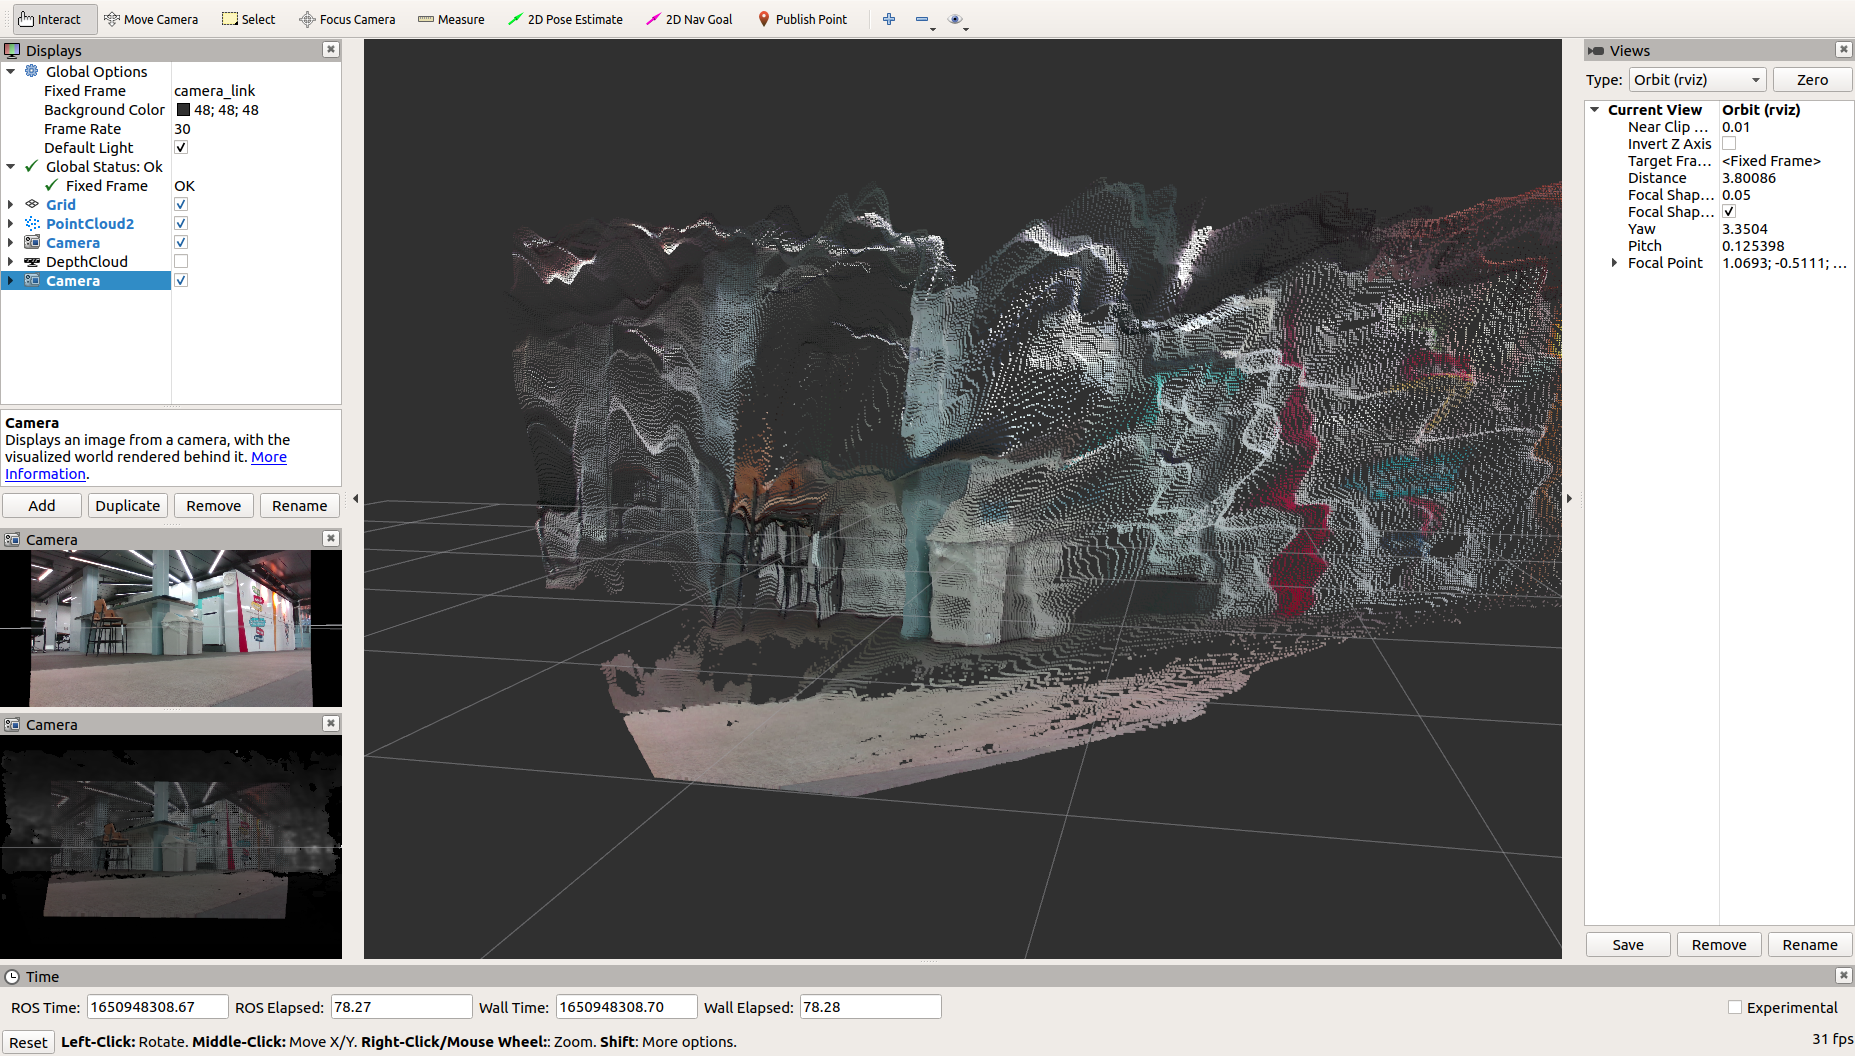 Interact Move Camera Select Focus Camera Measure 2D Pose Estimate 2D Nav Goal Publish Point
Displays
Global Options
Fixed Frame camera_link
Background Color 48; 48; 48
Frame Rate 30
Default Light
Global Status: Ok
Fixed Frame OK
Grid
PointCloud2
Camera
DepthCloud
Camera
Camera
Displays an image from a camera, with the
visualized world rendered behind it. More
Information.
Add Duplicate Remove Rename
Camera
Camera
Views
Type: Orbit (rviz) Zero
Current View Orbit (rviz)
Near Clip ... 0.01
Invert Z Axis
Target Fra... <Fixed Frame>
Distance 3.80086
Focal Shap... 0.05
Focal Shap...
Yaw 3.3504
Pitch 0.125398
Focal Point 1.0693; -0.5111; ...
Save Remove Rename
Time
ROS Time: 1650948308.67 ROS Elapsed: 78.27 Wall Time: 1650948308.70 Wall Elapsed: 78.28 Experimental
Reset Left-Click: Rotate. Middle-Click: Move X/Y. Right-Click/Mouse Wheel:: Zoom. Shift: More options. 31 fps